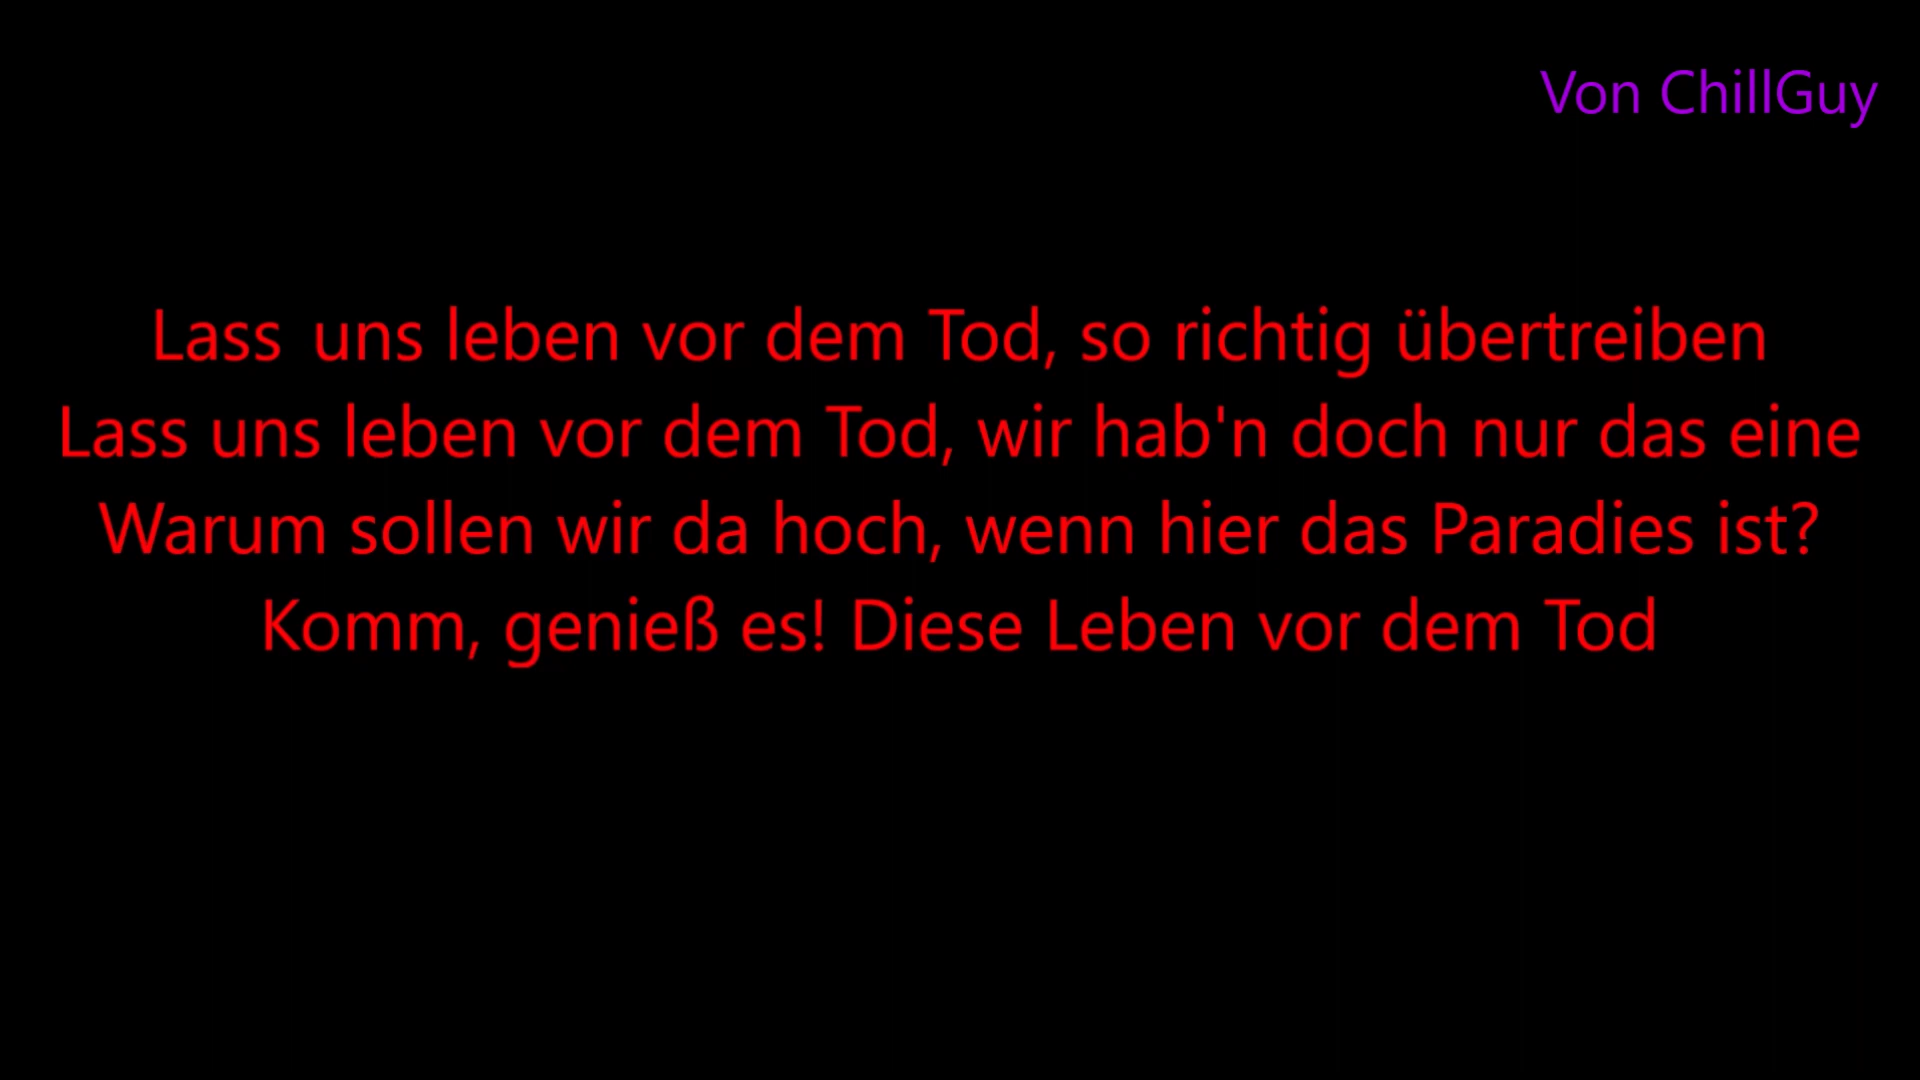 Von ChillGuy
Lass uns leben vor dem Tod, so richtig übertreiben
Lass uns leben vor dem Tod, wir hab'n doch nur das eine
Warum sollen wir da hoch, wenn hier das Paradies ist?
Komm, genieß es! Diese Leben vor dem Tod